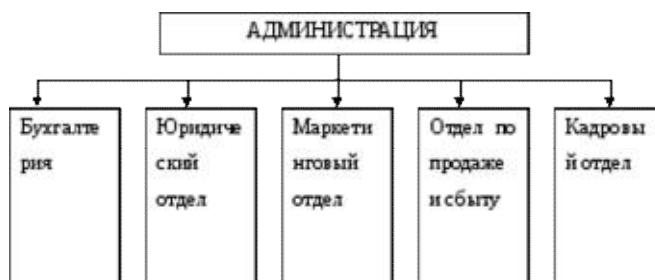 АДМИНИСТРАЦИЯ
Бухгалте
рия
Юридиче
ский
отдел
Маркети
нговый
отдел
Отдел по
продаже
и сбыту
Кадровы
й отдел